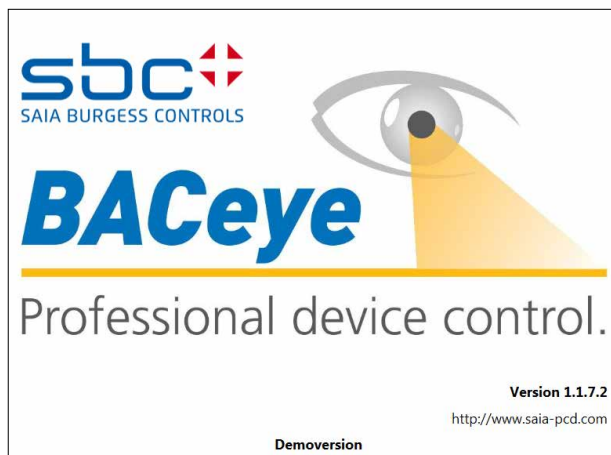 sbc
SAIA BURGESS CONTROLS
BACeye
Professional device control.
Version 1.1.7.2
http://www.saia-pcd.com
Demoversion